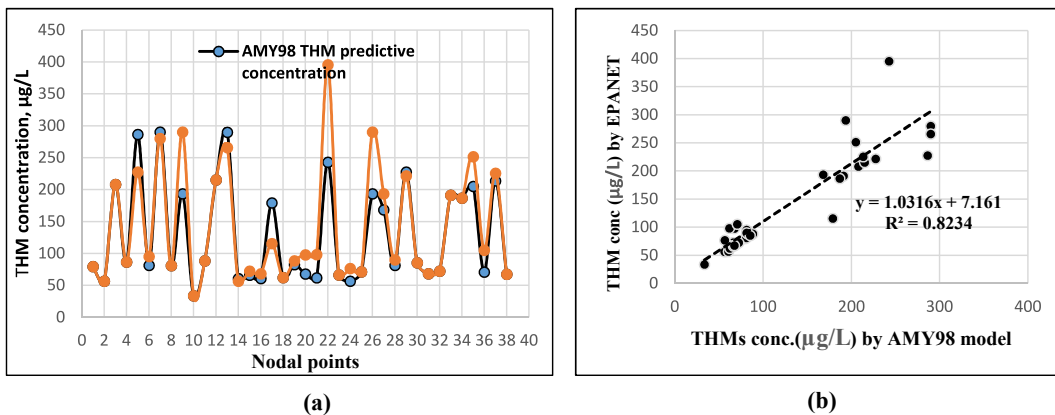 450
400
350
300
250
200
150
100
50
0
THM concentration, µg/L
AMY98 THM predictive
concentration
0 2 4 6 8 10 12 14 16 18 20 22 24 26 28 30 32 34 36 38 40
Nodal points
(a)
450
400
350
300
250
200
150
100
50
0
THM conc (µg/L) by EPANET
y = 1.0316x + 7.161
R² = 0.8234
0 100 200 300 400
THMs conc.(µg/L) by AMY98 model
(b)